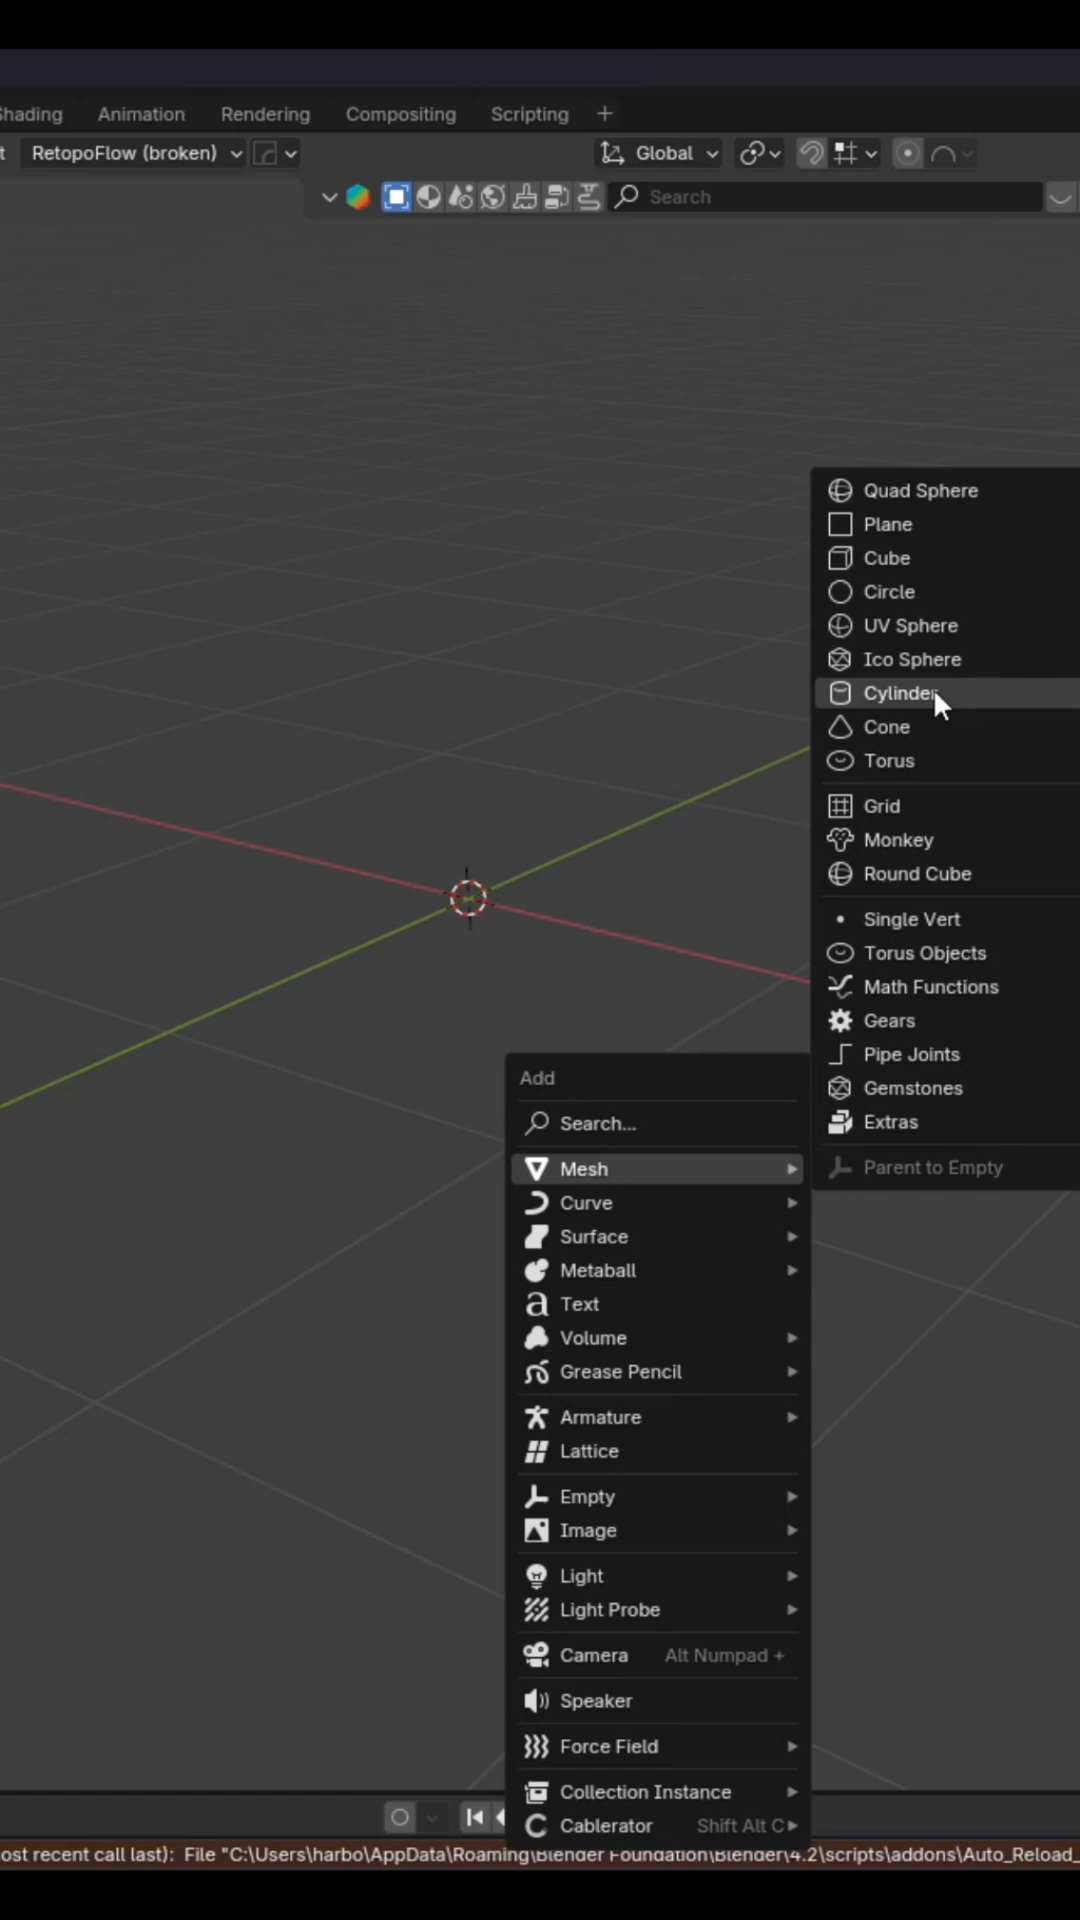 Shading Animation Rendering Compositing Scripting +
t RetopoFlow (broken) Global
Search
Quad Sphere
Plane
Cube
Circle
UV Sphere
Ico Sphere
Cylinder
Cone
Torus
Grid
Monkey
Round Cube
Single Vert
Torus Objects
Math Functions
Gears
Pipe Joints
Gemstones
Extras
Parent to Empty
Add
Search...
Mesh
Curve
Surface
Metaball
Text
Volume
Grease Pencil
Armature
Lattice
Empty
Image
Light
Light Probe
Camera Alt Numpad +
Speaker
Force Field
Collection Instance
Cablerator Shift Alt C
ost recent call last): File "C:\Users\harbo\AppData\Roaming\Blender Foundation\Blender\4.2\scripts\addons\Auto_Reload_